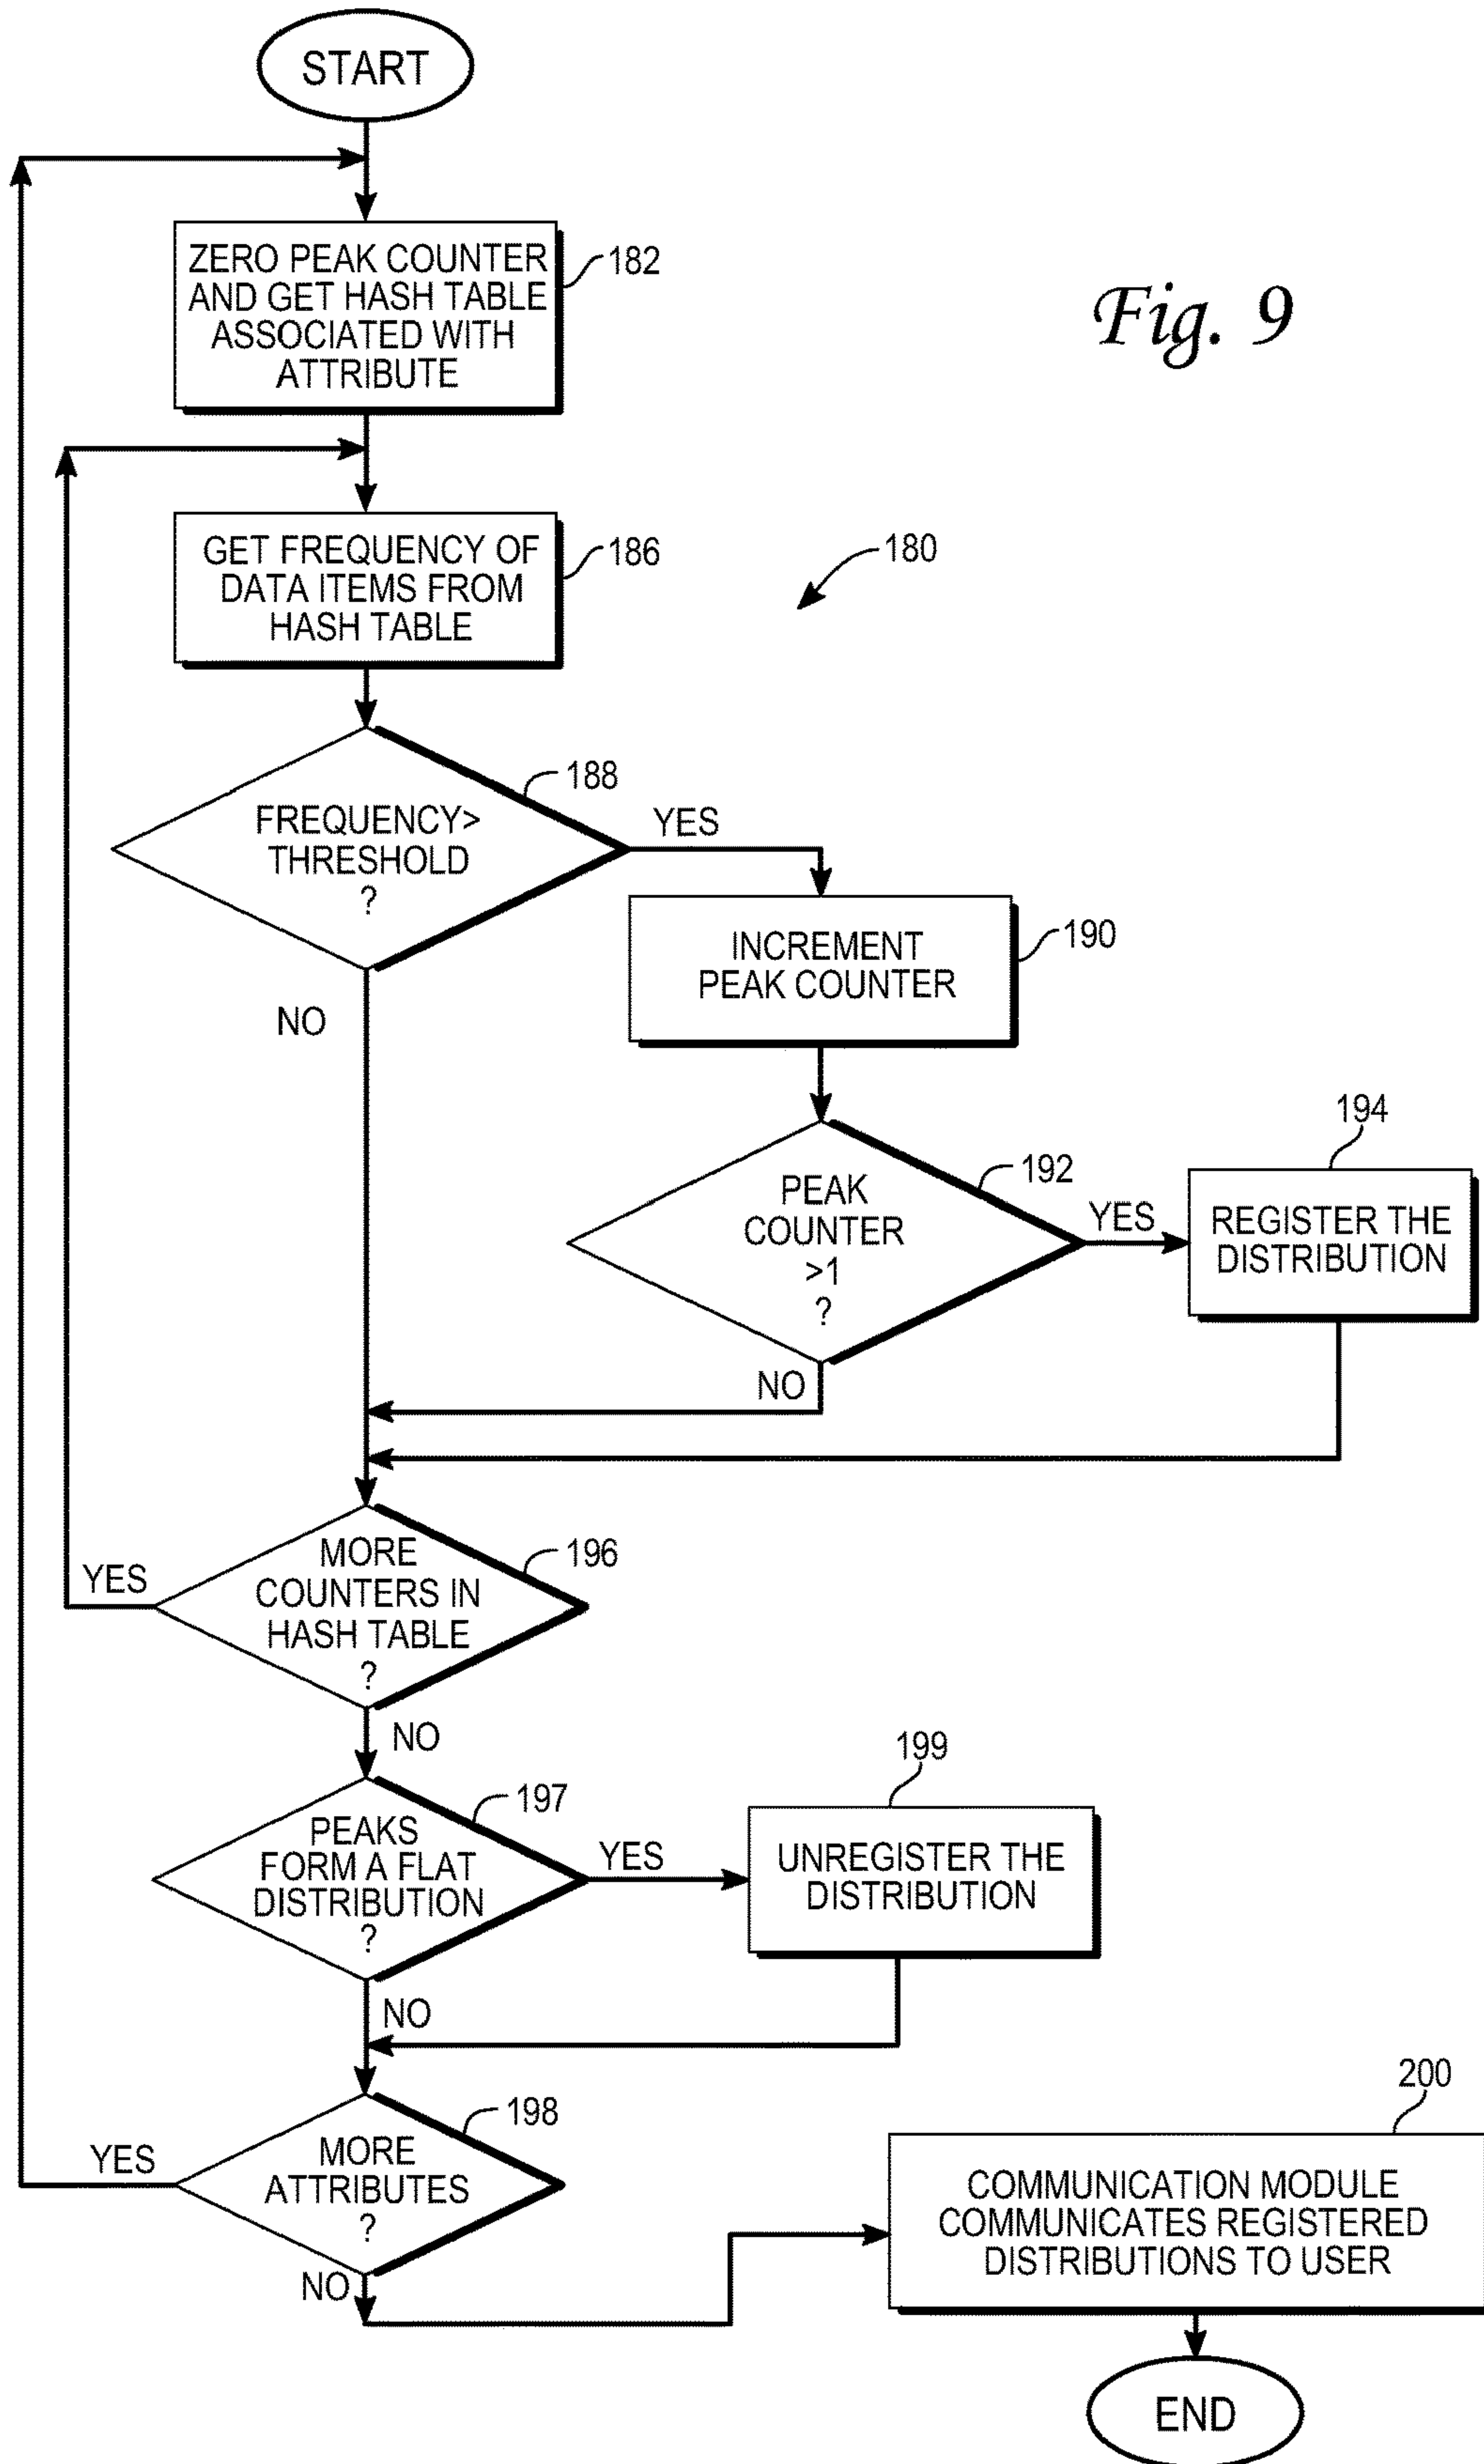 START
ZERO PEAK COUNTER
AND GET HASH TABLE
ASSOCIATED WITH
ATTRIBUTE
182
Fig. 9
GET FREQUENCY OF
DATA ITEMS FROM
HASH TABLE
186
180
FREQUENCY>
THRESHOLD
?
188
YES
NO
INCREMENT
PEAK COUNTER
190
PEAK
COUNTER
>1
?
192
YES
NO
194
REGISTER THE
DISTRIBUTION
MORE
COUNTERS IN
HASH TABLE
?
196
YES
NO
PEAKS
FORM A FLAT
DISTRIBUTION
?
197
YES
NO
199
UNREGISTER THE
DISTRIBUTION
MORE
ATTRIBUTES
?
198
YES
NO
200
COMMUNICATION MODULE
COMMUNICATES REGISTERED
DISTRIBUTIONS TO USER
END